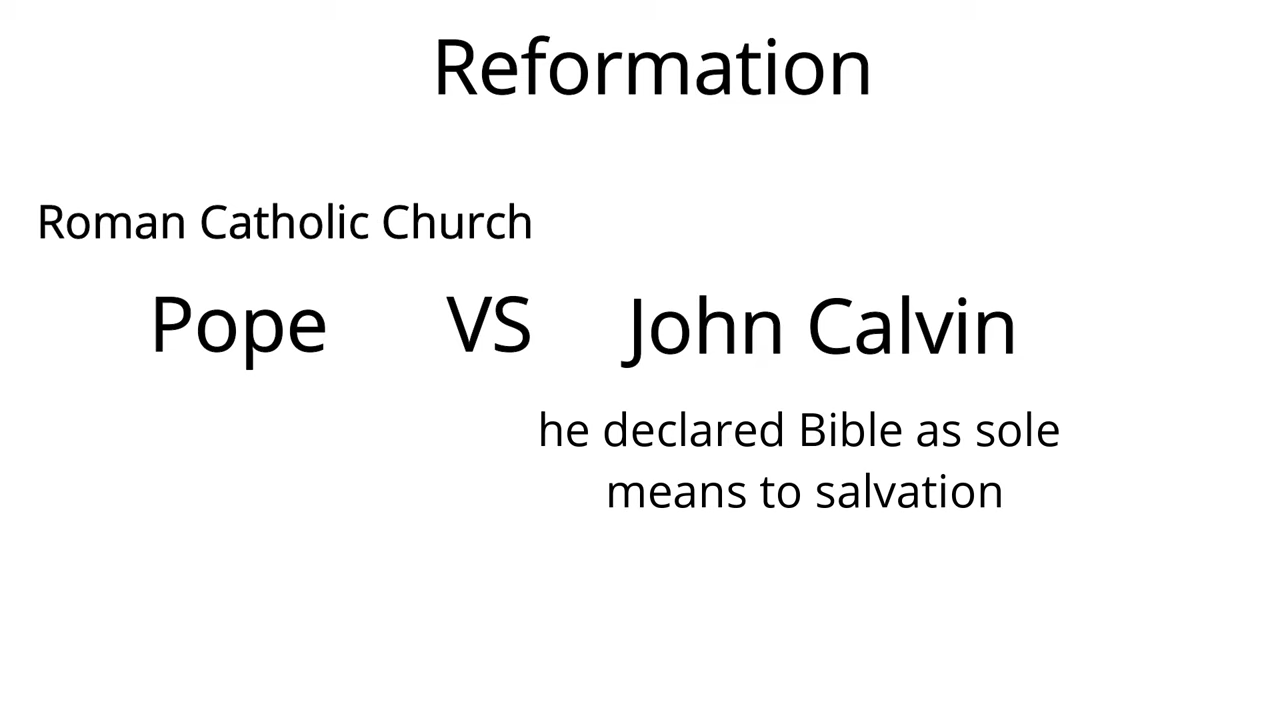 Reformation
Roman Catholic Church
Pope VS John Calvin
he declared Bible as sole
means to salvation